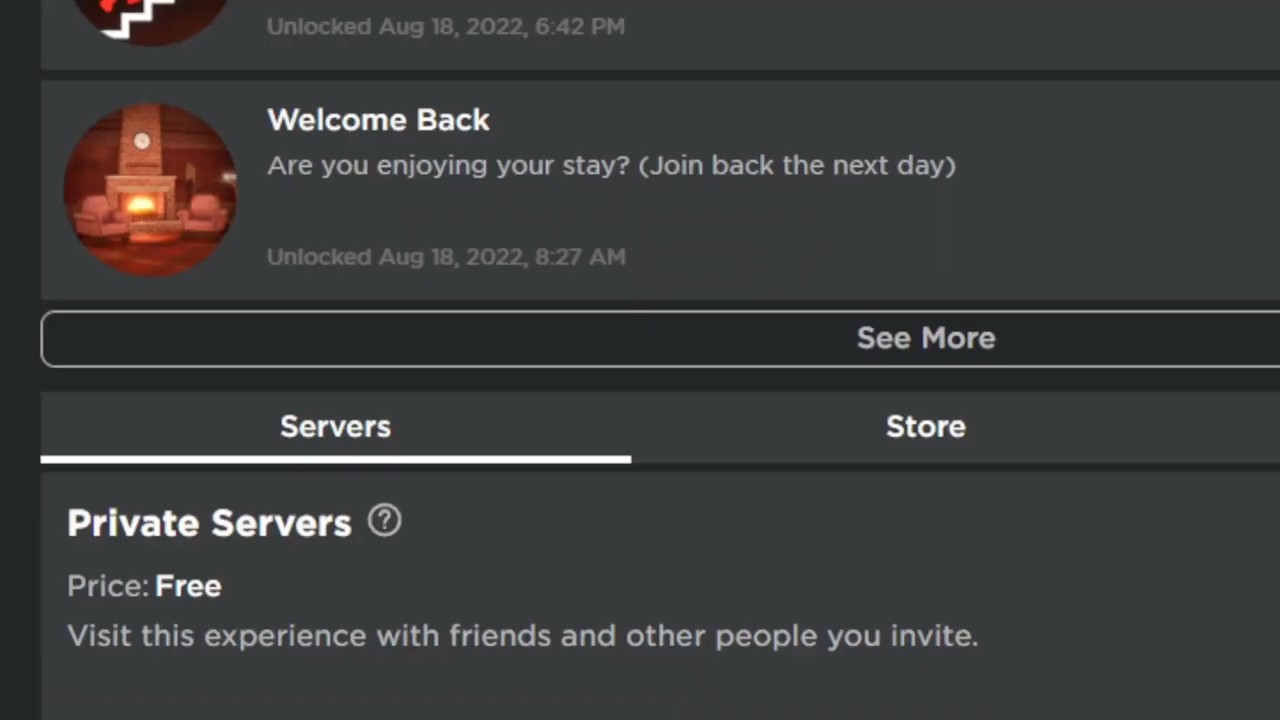 Unlocked Aug 18, 2022, 6:42 PM
Welcome Back
Are you enjoying your stay? (Join back the next day)
Unlocked Aug 18, 2022, 8:27 AM
See More
Servers
Store
Private Servers ?
Price: Free
Visit this experience with friends and other people you invite.